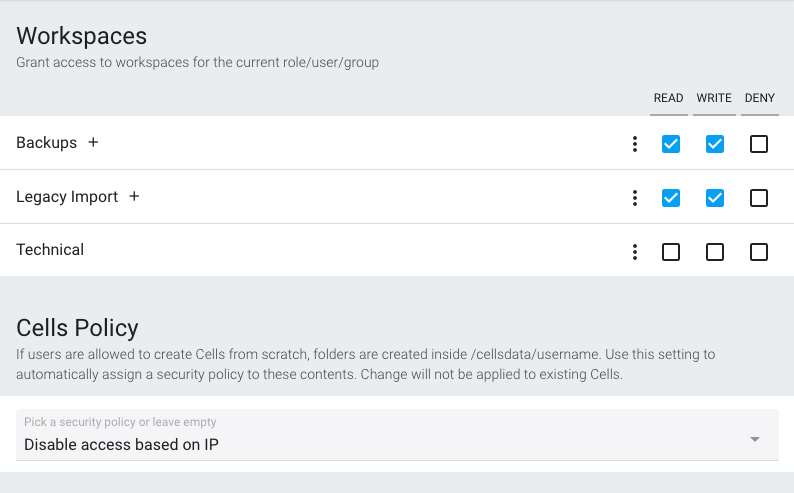 Workspaces
Grant access to workspaces for the current role/user/group
READ WRITE DENY
Backups +
Legacy Import +
Technical
Cells Policy
If users are allowed to create Cells from scratch, folders are created inside /cellsdata/username. Use this setting to
automatically assign a security policy to these contents. Change will not be applied to existing Cells.
Pick a security policy or leave empty
Disable access based on IP